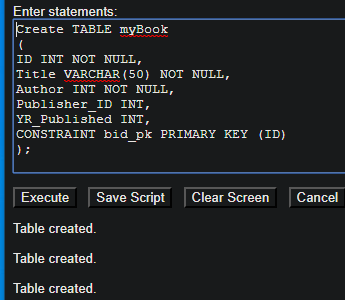 Enter statements:
Create TABLE myBook
(
ID INT NOT NULL,
Title VARCHAR(50) NOT NULL,
Author INT NOT NULL,
Publisher_ID INT,
YR_Published INT,
CONSTRAINT bid_pk PRIMARY KEY (ID)
);
Execute Save Script Clear Screen Cancel
Table created.
Table created.
Table created.